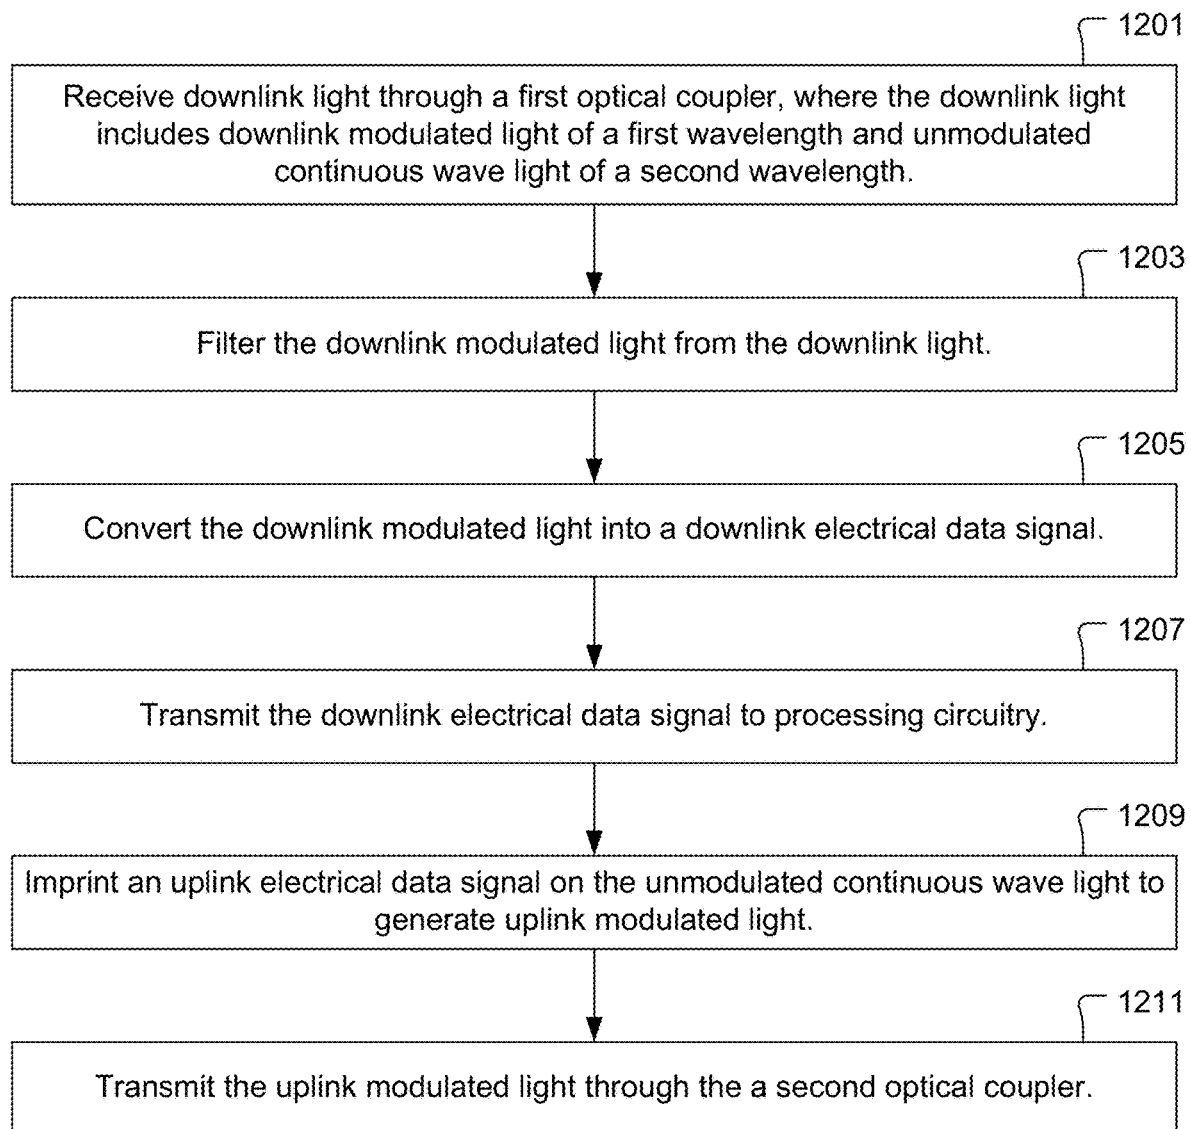 1201
Receive downlink light through a first optical coupler, where the downlink light
includes downlink modulated light of a first wavelength and unmodulated
continuous wave light of a second wavelength.
1203
Filter the downlink modulated light from the downlink light.
1205
Convert the downlink modulated light into a downlink electrical data signal.
1207
Transmit the downlink electrical data signal to processing circuitry.
1209
Imprint an uplink electrical data signal on the unmodulated continuous wave light to
generate uplink modulated light.
1211
Transmit the uplink modulated light through the a second optical coupler.